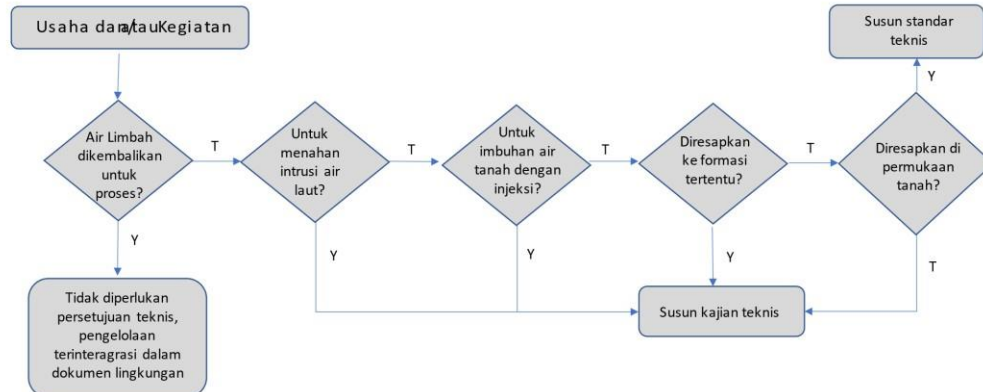 Usaha dan/atau Kegiatan
Susun standar
teknis
Y
Air Limbah
dikembalikan
untuk
proses?
T
Untuk
menahan
intrusi air
laut?
T
Untuk
imbuhan air
tanah dengan
injeksi?
T
Diresapkan
ke formasi
tertentu?
T
Diresapkan di
permukaan
tanah?
Y
Y
Y
Y
T
Tidak diperlukan
persetujuan teknis,
pengelolaan
terinteragrasi dalam
dokumen lingkungan
Susun kajian teknis